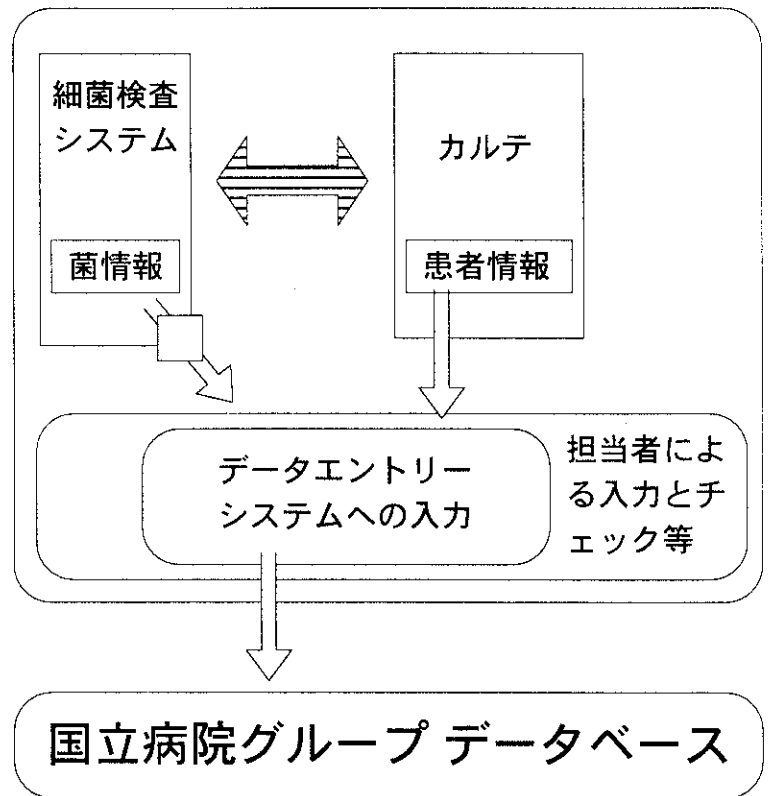 細菌検査
システム
カルテ
菌情報
患者情報
データエントリー
システムへの入力
担当者によ
る入力とチ
ェック等
国立病院グループ データベース